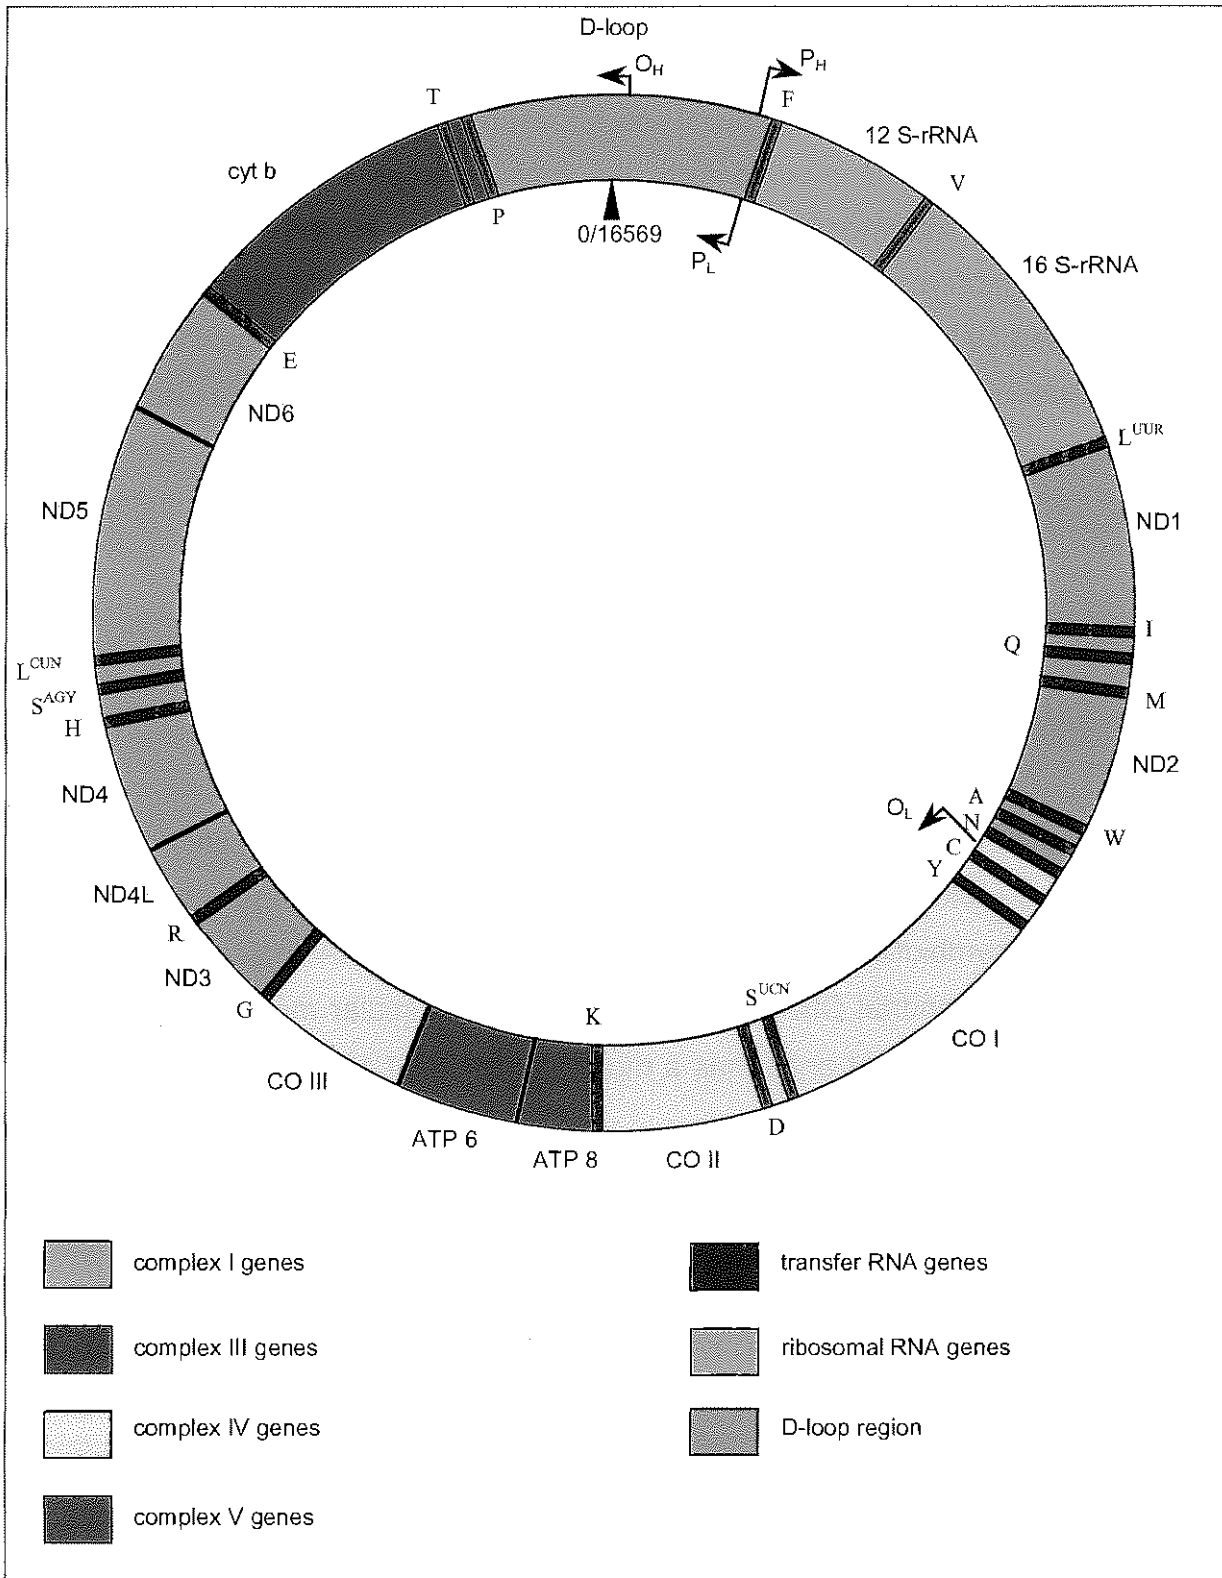 D-loop
O_H
P_H
T
F
12 S-rRNA
cyt b
V
P
0/16569
P_L
16 S-rRNA
E
ND6
L^UUR
ND5
ND1
I
Q
L^CUN
S^AGY
M
H
ND2
ND4
O_L
A
N
W
C
Y
ND4L
R
ND3
S^UCN
G
K
CO I
CO III
D
ATP 6
ATP 8
CO II
complex I genes
transfer RNA genes
complex III genes
ribosomal RNA genes
complex IV genes
D-loop region
complex V genes